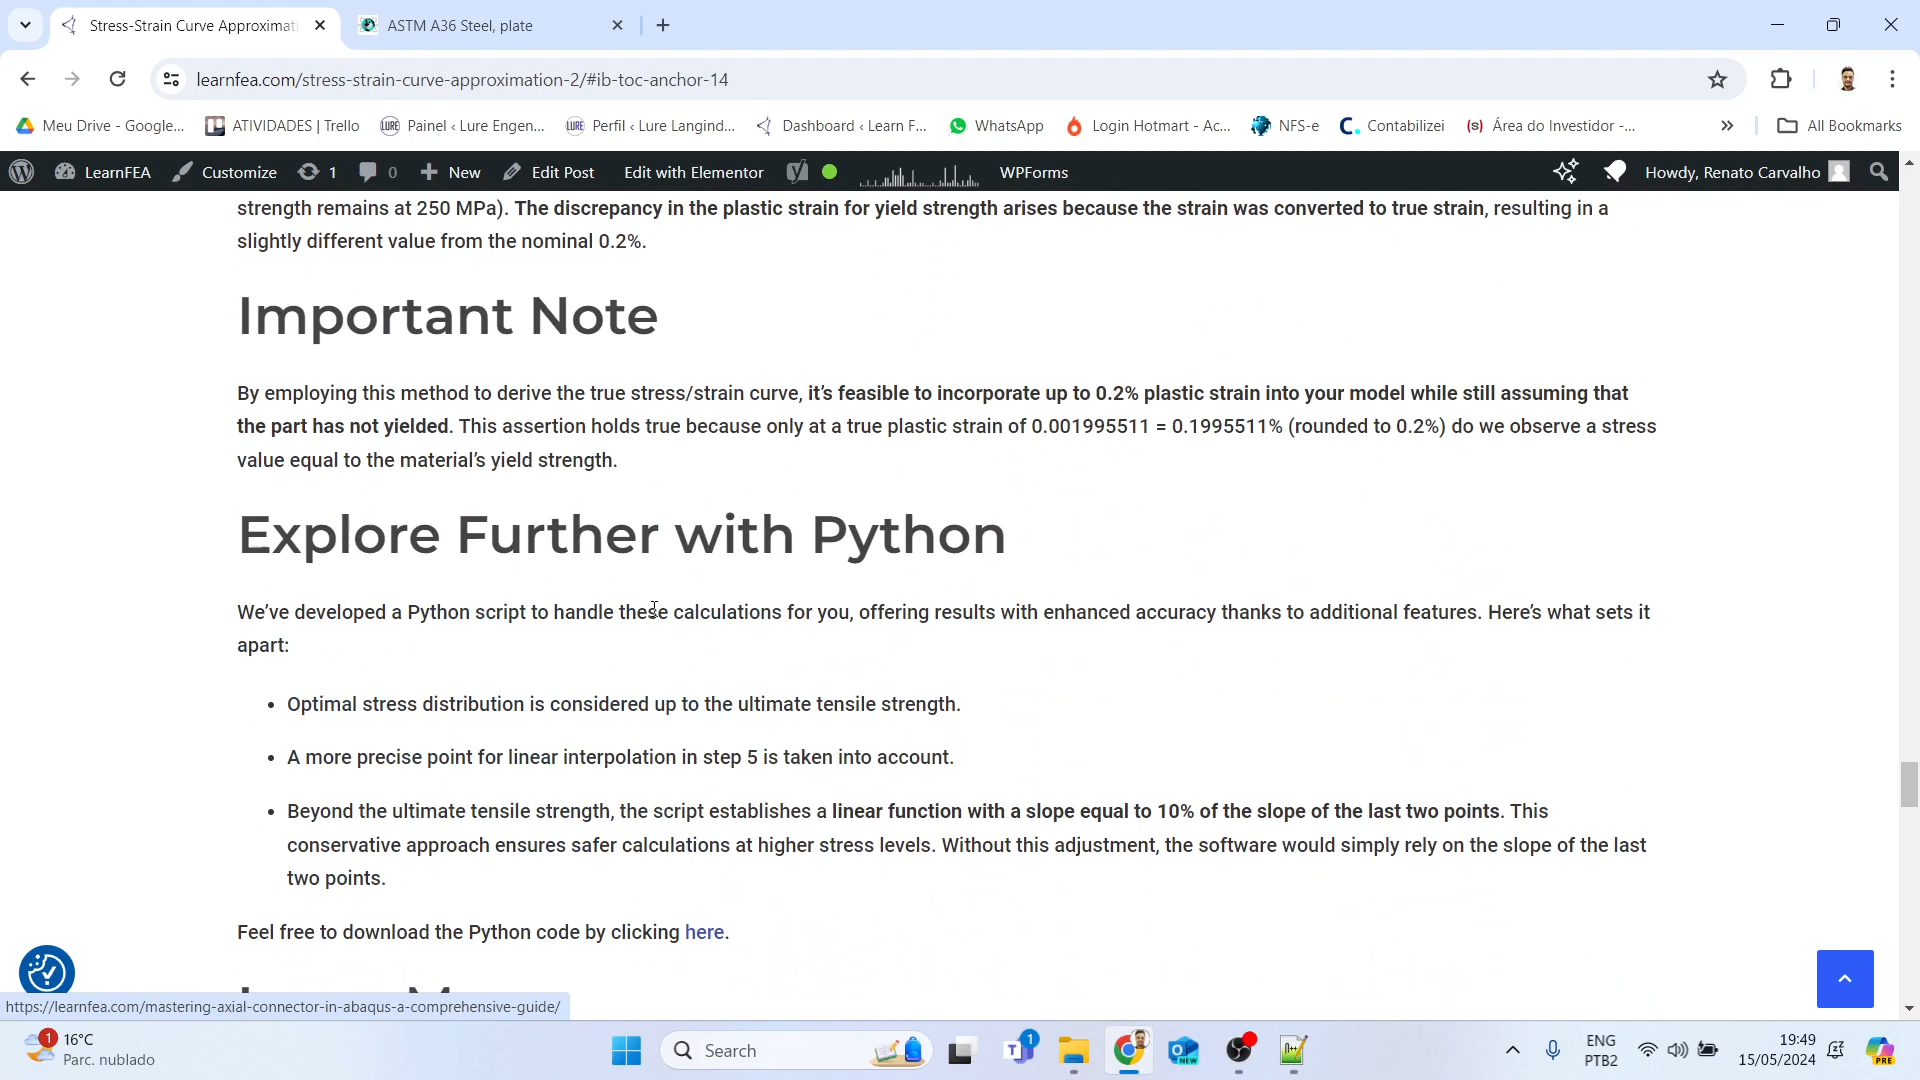 Stress-Strain Curve Approximati
ASTM A36 Steel, plate
learnfea.com/stress-strain-curve-approximation-2/#ib-toc-anchor-14
Meu Drive - Google...
ATIVIDADES | Trello
Painel ‹ Lure Engen...
Perfil ‹ Lure Langind...
Dashboard ‹ Learn F...
WhatsApp
Login Hotmart - Ac...
NFS-e
Contabilizei
Área do Investidor -...
All Bookmarks
LearnFEA
Customize
1
0
New
Edit Post
Edit with Elementor
WPForms
Howdy, Renato Carvalho
strength remains at 250 MPa). The discrepancy in the plastic strain for yield strength arises because the strain was converted to true strain, resulting in a
slightly different value from the nominal 0.2%.
Important Note
By employing this method to derive the true stress/strain curve, it's feasible to incorporate up to 0.2% plastic strain into your model while still assuming that
the part has not yielded. This assertion holds true because only at a true plastic strain of 0.001995511 = 0.1995511% (rounded to 0.2%) do we observe a stress
value equal to the material's yield strength.
Explore Further with Python
We've developed a Python script to handle these calculations for you, offering results with enhanced accuracy thanks to additional features. Here's what sets it
apart:
• Optimal stress distribution is considered up to the ultimate tensile strength.
• A more precise point for linear interpolation in step 5 is taken into account.
• Beyond the ultimate tensile strength, the script establishes a linear function with a slope equal to 10% of the slope of the last two points. This
conservative approach ensures safer calculations at higher stress levels. Without this adjustment, the software would simply rely on the slope of the last
two points.
Feel free to download the Python code by clicking here.
https://learnfea.com/mastering-axial-connector-in-abaqus-a-comprehensive-guide/
1
16°C
Parc. nublado
Search
1
NEW
ENG
PTB2
19:49
15/05/2024
PRE